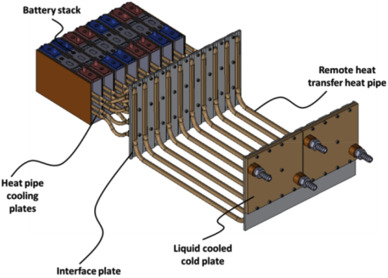 Battery stack
Remote heat
transfer heat pipe
Heat pipe
cooling
plates
Liquid cooled
cold plate
Interface plate